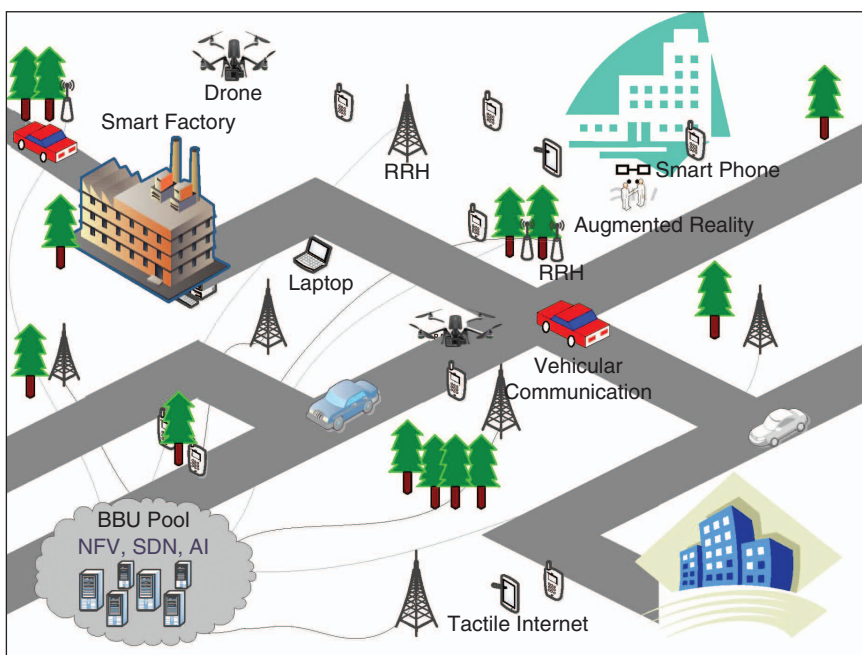 Drone
Smart Factory
RRH
Smart Phone
Augmented Reality
RRH
Laptop
Vehicular
Communication
BBU Pool
NFV, SDN, AI
Tactile Internet